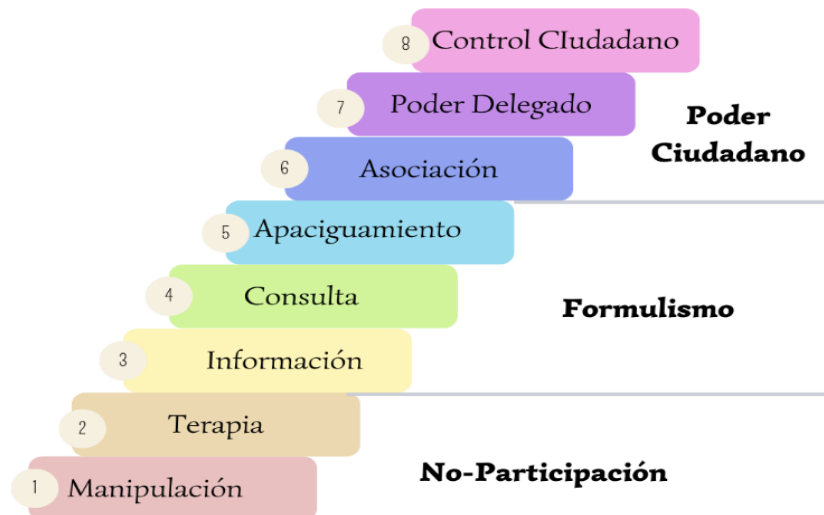 8 Control CIudadano
7 Poder Delegado
Poder
Ciudadano
6 Asociación
5 Apaciguamiento
4 Consulta
Formulismo
3 Información
2 Terapia
No-Participación
1 Manipulación